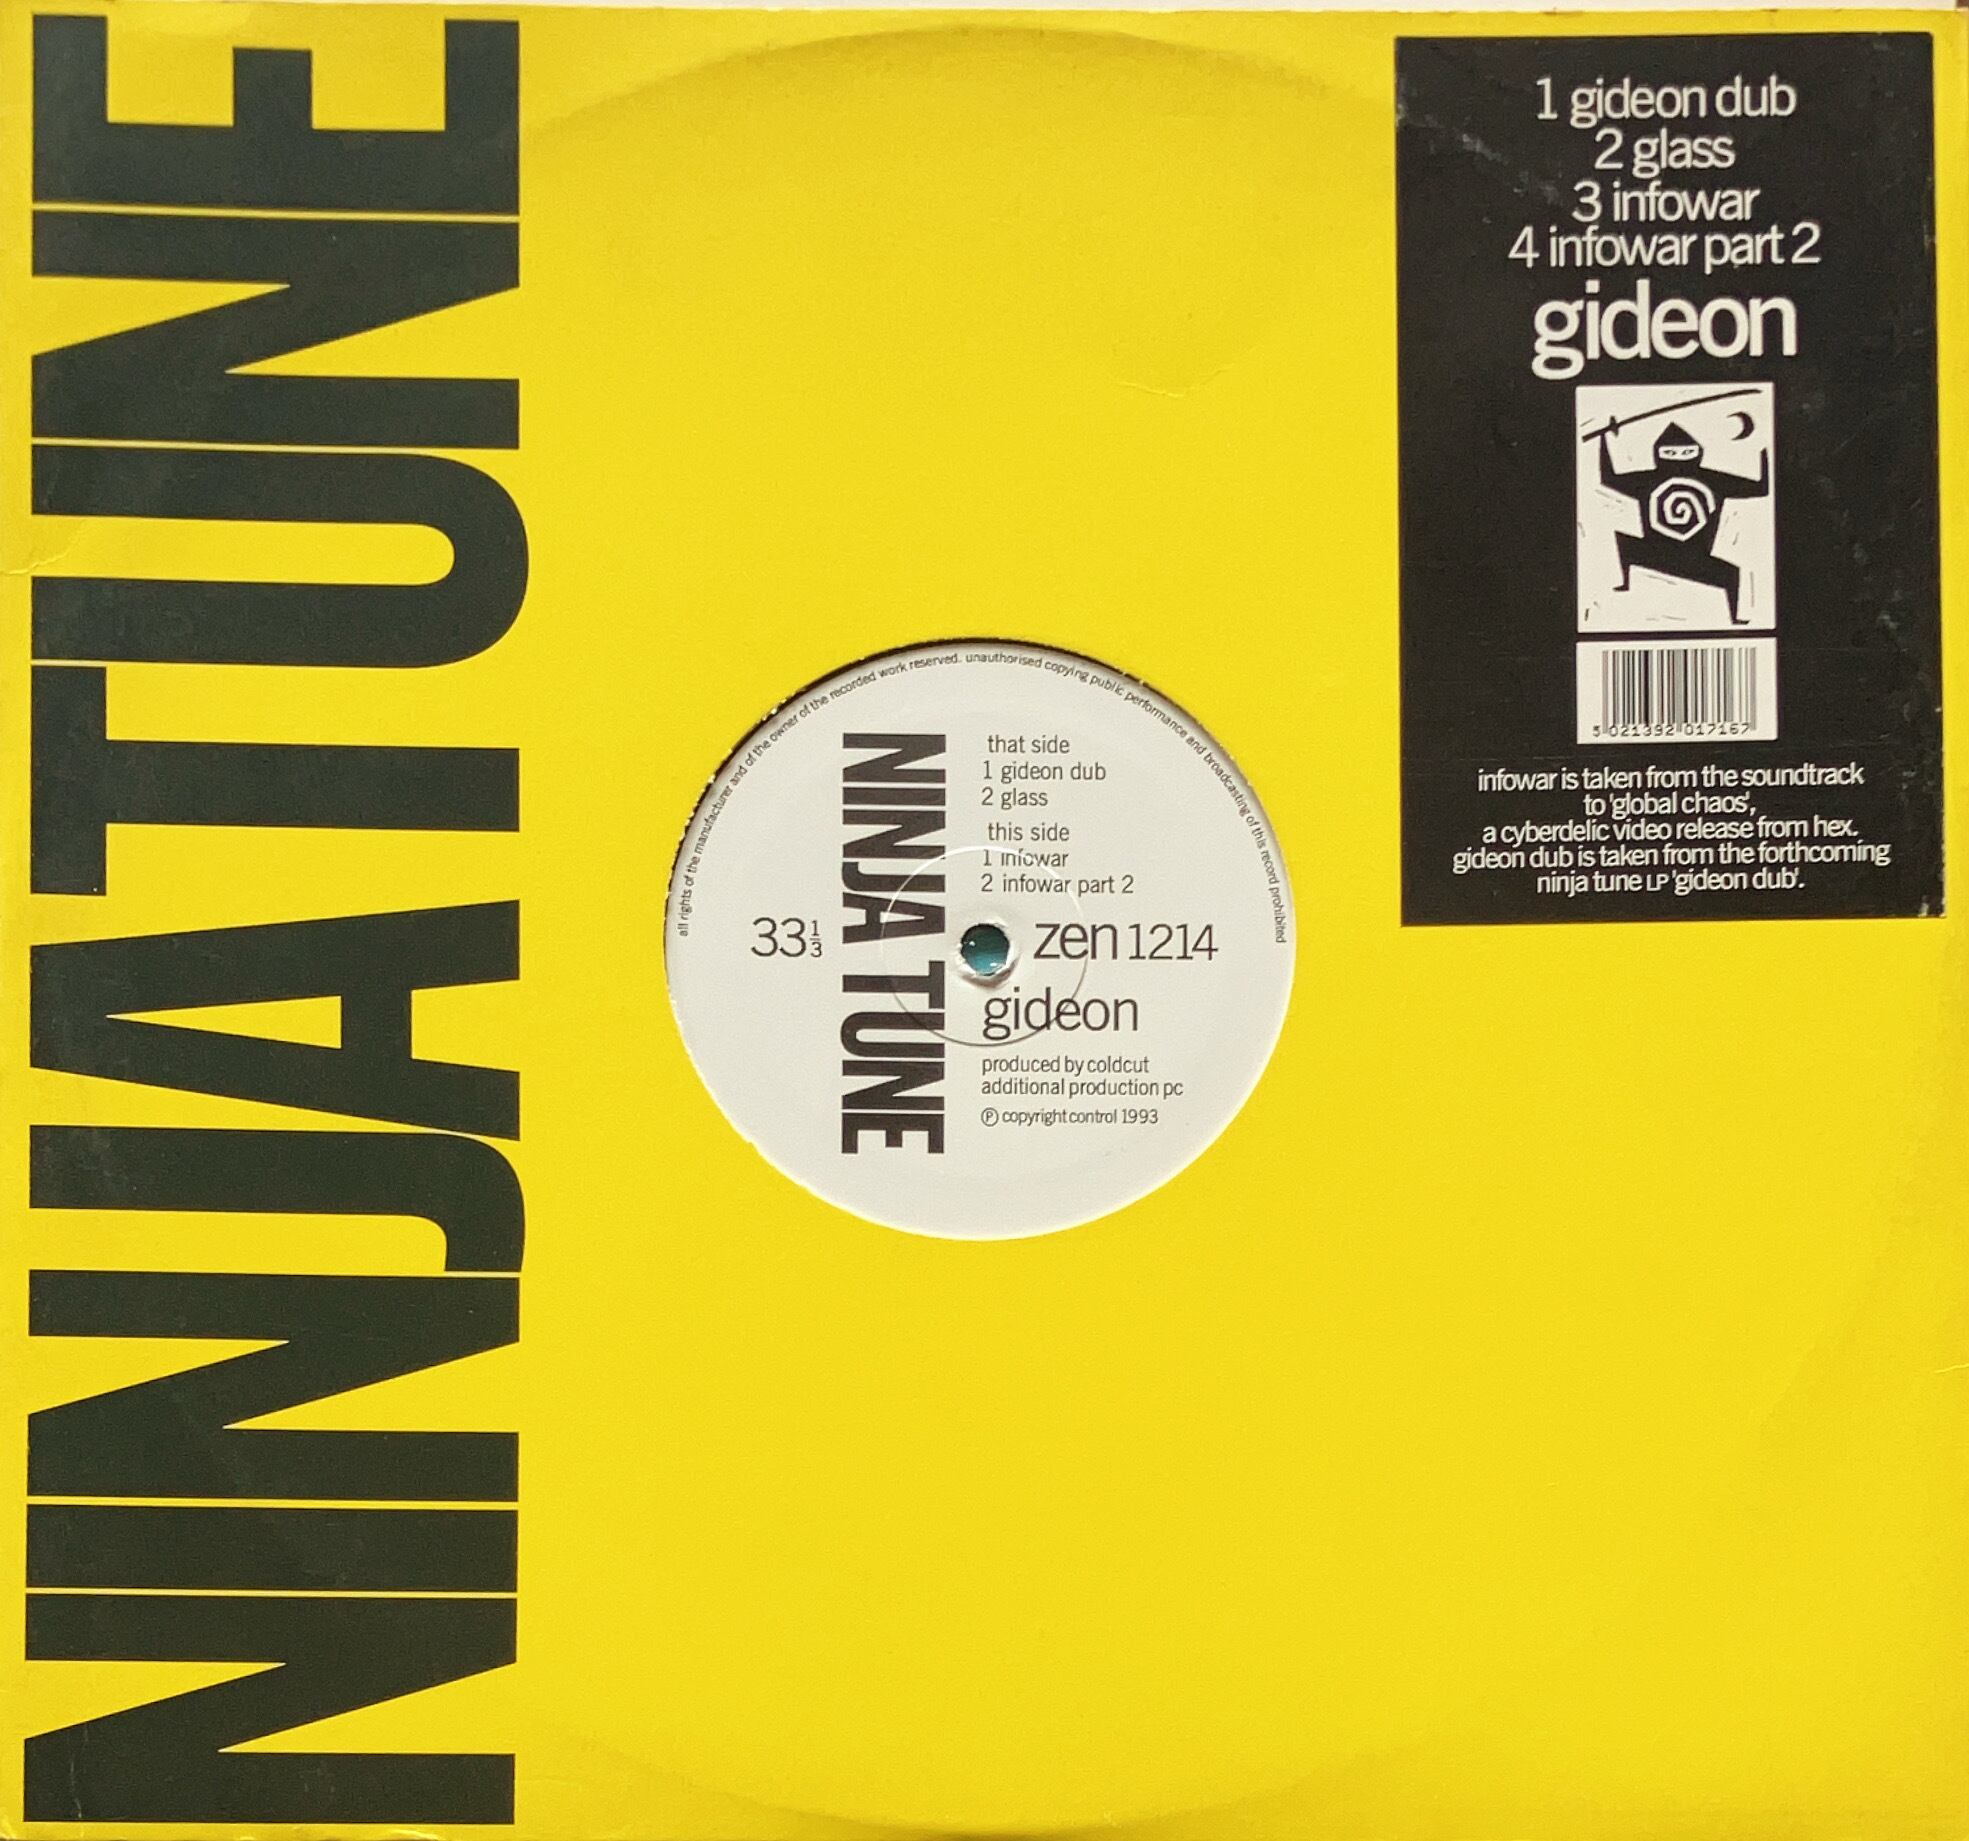 NINJA TUNE
1 gideon dub
2 glass
3 infowar
4 infowar part 2
gideon
5 021392 017167
infowar is taken from the soundtrack
to 'global chaos',
a cyberdelic video release from hex.
gideon dub is taken from the forthcoming
ninja tune LP 'gideon dub'.
all rights of the manufacturer and of the owner of the recorded work reserved. unauthorised copying public performance and broadcasting of this record prohibited
NINJA TUNE
that side
1 gideon dub
2 glass
this side
1 infowar
2 infowar part 2
33 1/3
zen 1214
gideon
produced by coldcut
additional production pc
Ⓟ copyright control 1993